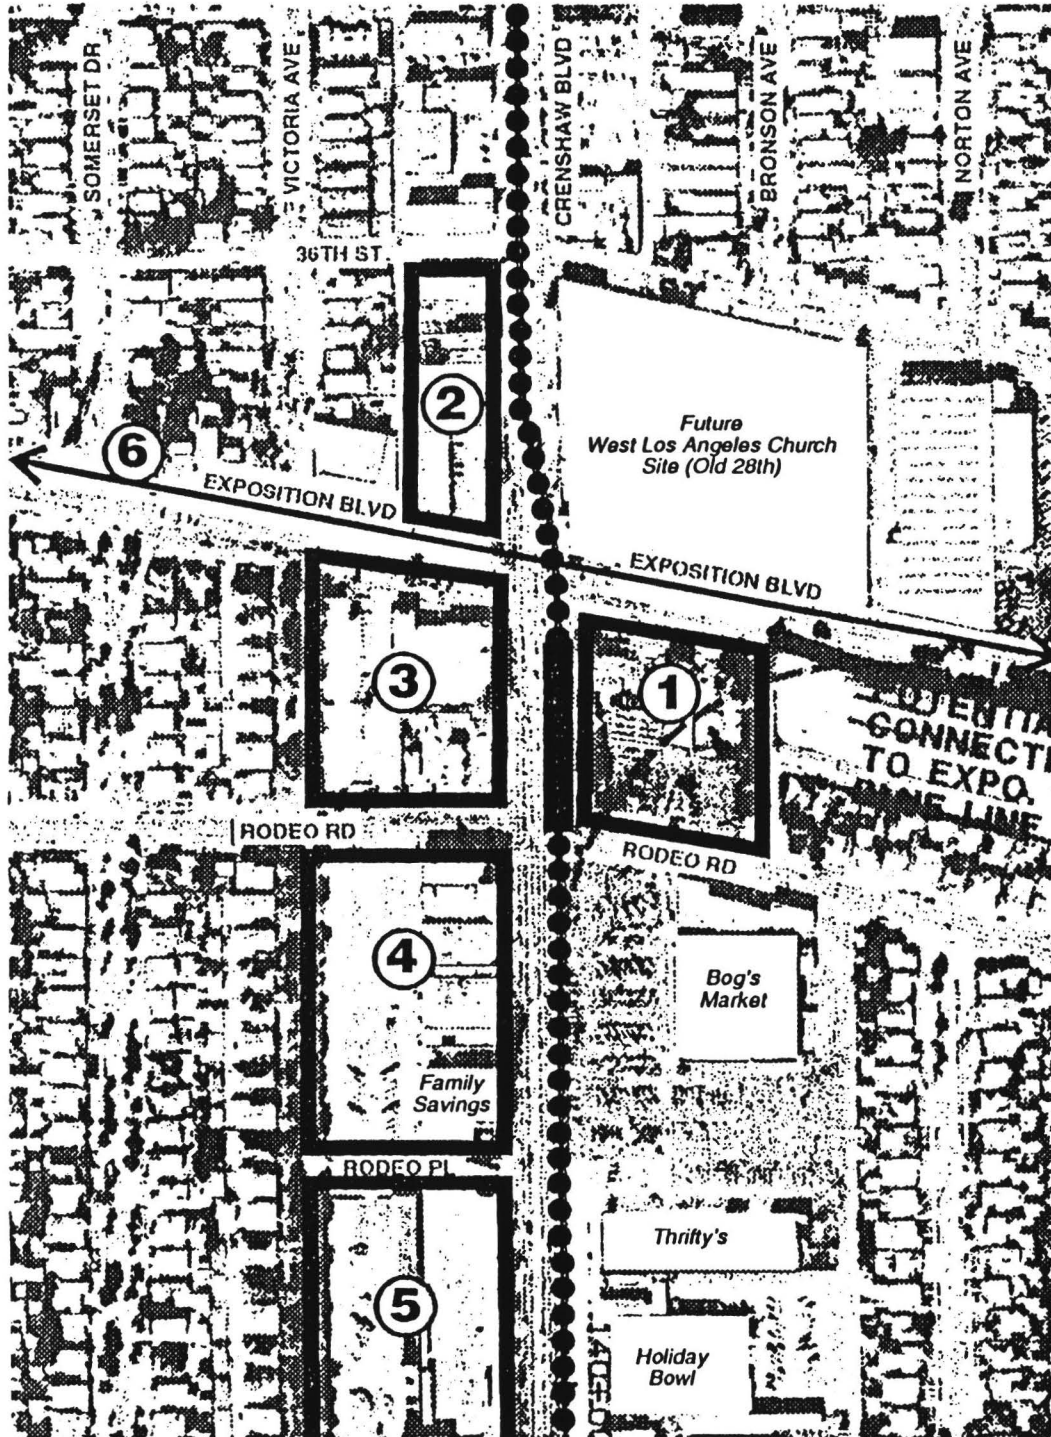 SOMERSET DR
VICTORIA AVE
CRENSHAW BLVD
BRONSON AVE
NORTON AVE
36TH ST
2
Future
West Los Angeles Church
Site (Old 28th)
6
EXPOSITION BLVD
EXPOSITION BLVD
3
1
CONNECTI
TO EXPO.
LINE
RODEO RD
RODEO RD
4
Bog's
Market
Family
Savings
RODEO PL
Thrifty's
5
Holiday
Bowl